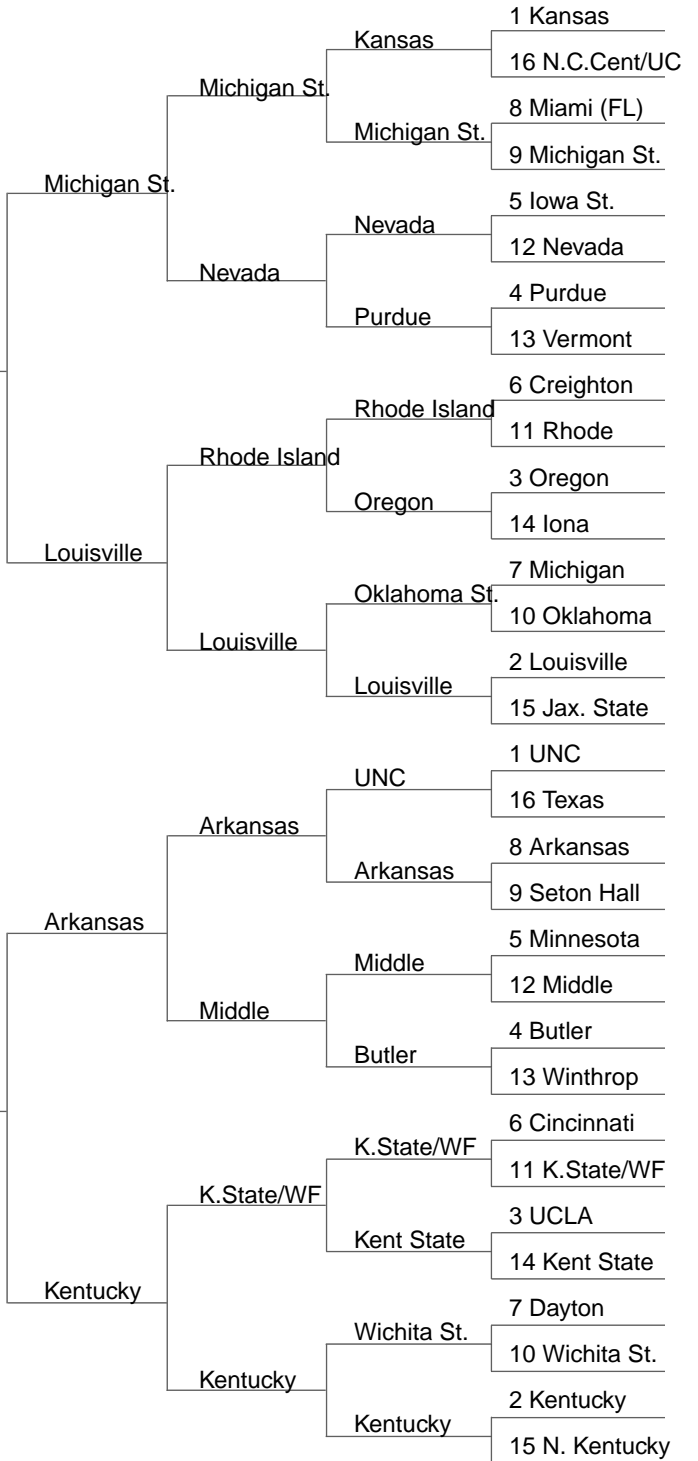 1 Kansas
Kansas
16 N.C.Cent/UC
Michigan St.
8 Miami (FL)
Michigan St.
9 Michigan St.
Michigan St.
5 Iowa St.
Nevada
12 Nevada
Nevada
4 Purdue
Purdue
13 Vermont
6 Creighton
Rhode Island
11 Rhode
Rhode Island
3 Oregon
Oregon
14 Iona
Louisville
7 Michigan
Oklahoma St.
10 Oklahoma
Louisville
2 Louisville
Louisville
15 Jax. State
1 UNC
UNC
16 Texas
Arkansas
8 Arkansas
Arkansas
9 Seton Hall
Arkansas
5 Minnesota
Middle
12 Middle
Middle
4 Butler
Butler
13 Winthrop
6 Cincinnati
K.State/WF
11 K.State/WF
K.State/WF
3 UCLA
Kent State
14 Kent State
Kentucky
7 Dayton
Wichita St.
10 Wichita St.
Kentucky
2 Kentucky
Kentucky
15 N. Kentucky